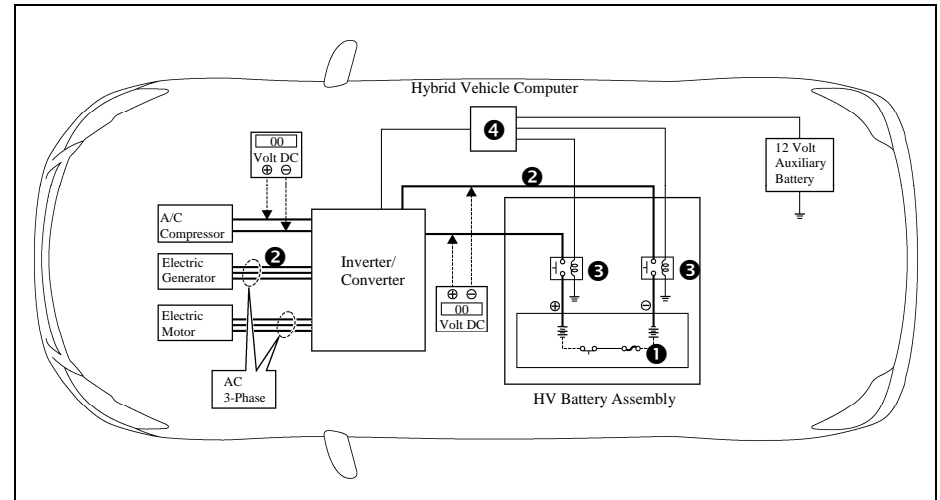 Hybrid Vehicle Computer
❹
00
Volt DC
⊕ ⊖
12 Volt
Auxiliary
Battery
❷
A/C
Compressor
❷
Electric
Generator
Inverter/
Converter
❸
❸
⊕ ⊖
00
Volt DC
⊕
⊖
Electric
Motor
❶
AC
3-Phase
HV Battery Assembly